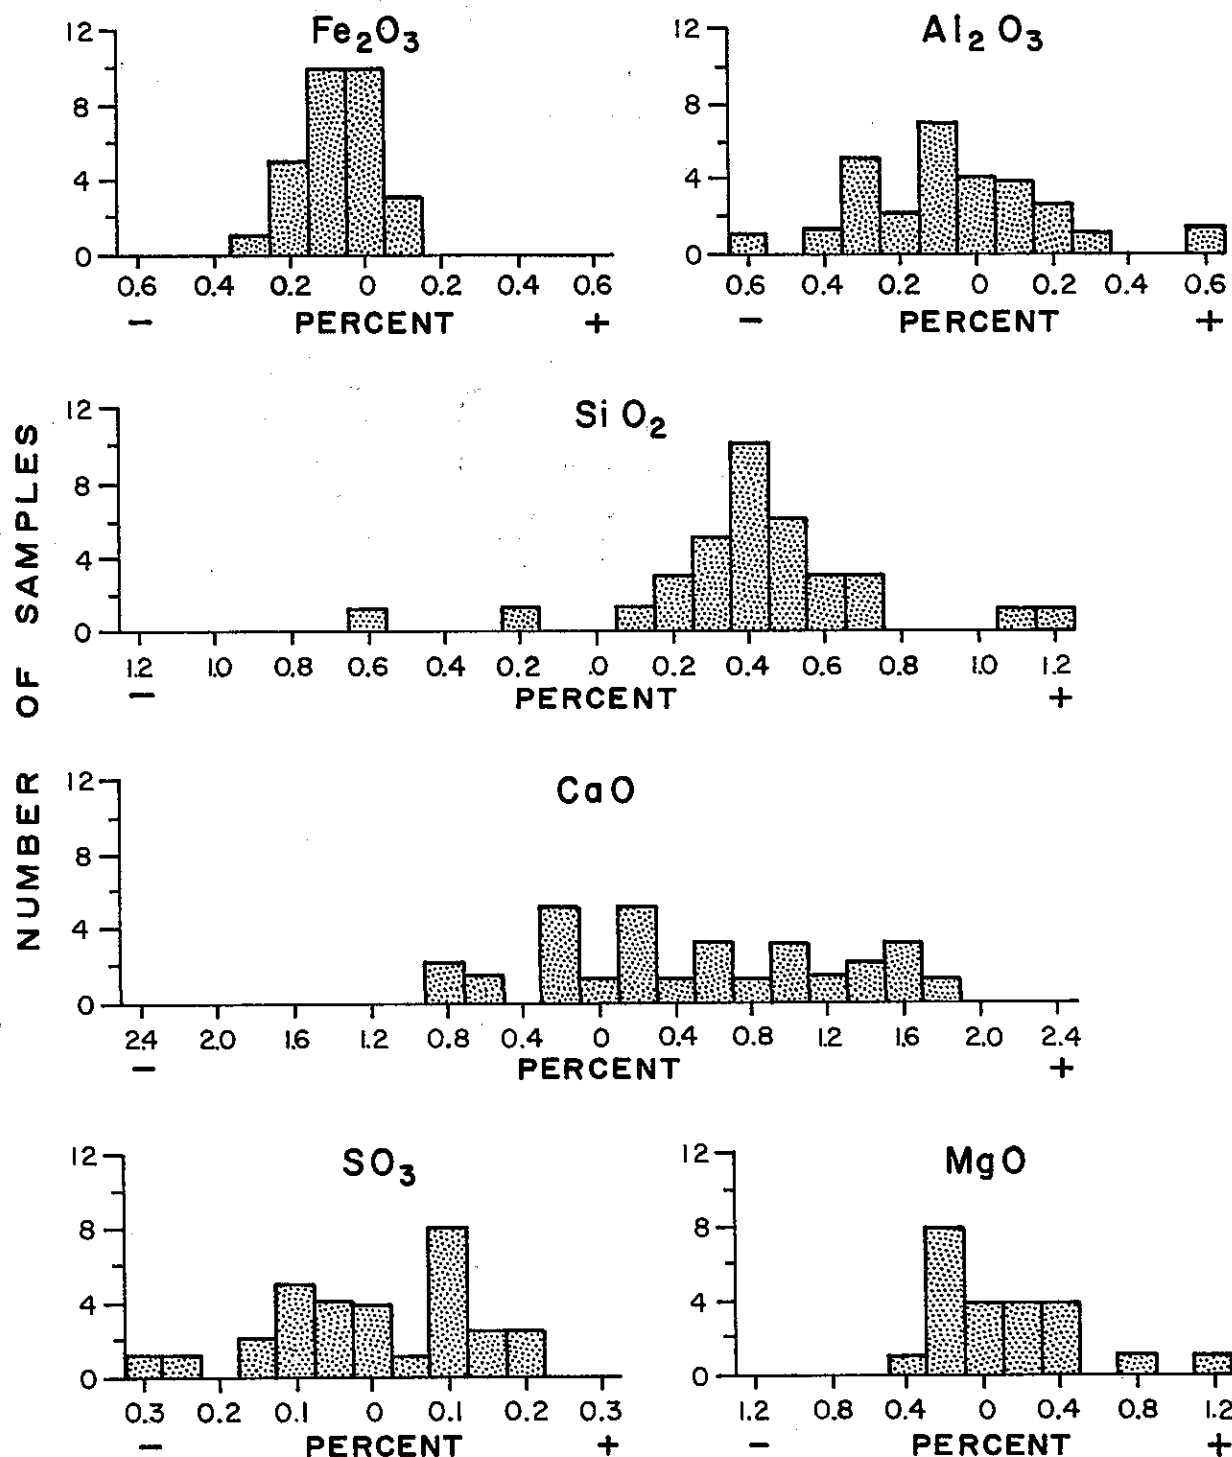 NUMBER OF SAMPLES
Fe2O3
12
8
4
0
0.6 0.4 0.2 0 0.2 0.4 0.6
− PERCENT +
Al2O3
12
8
4
0
0.6 0.4 0.2 0 0.2 0.4 0.6
− PERCENT +
SiO2
12
8
4
0
1.2 1.0 0.8 0.6 0.4 0.2 .0 0.2 0.4 0.6 0.8 1.0 1.2
− PERCENT +
CaO
12
8
4
0
2.4 2.0 1.6 1.2 0.8 0.4 0 0.4 0.8 1.2 1.6 2.0 2.4
− PERCENT +
SO3
12
8
4
0
0.3 0.2 0.1 0 0.1 0.2 0.3
− PERCENT +
MgO
12
8
4
0
1.2 0.8 0.4 0 0.4 0.8 1.2
− PERCENT +